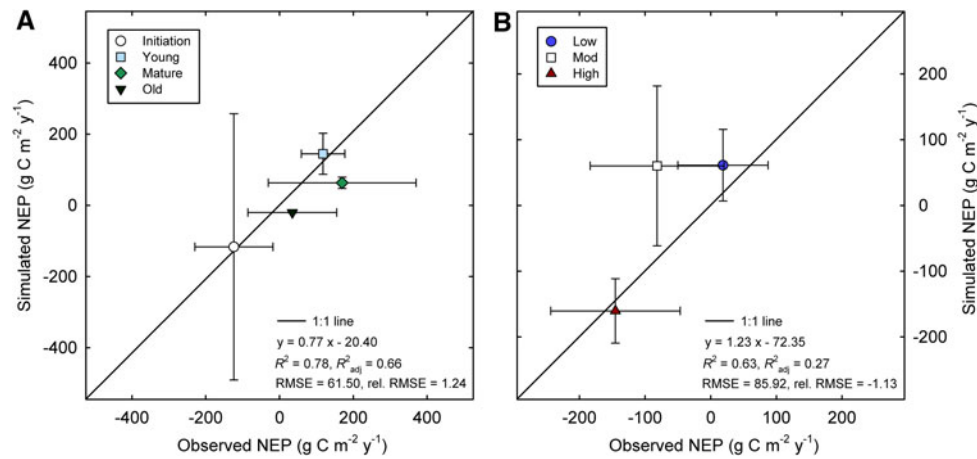 A
Initiation
Young
Mature
Old
400
200
0
-200
-400
Simulated NEP (g C m⁻² y⁻¹)
1:1 line
y = 0.77 x - 20.40
R² = 0.78, R²adj = 0.66
RMSE = 61.50, rel. RMSE = 1.24
-400 -200 0 200 400
Observed NEP (g C m⁻² y⁻¹)
B
Low
Mod
High
200
100
0
-100
-200
Simulated NEP (g C m⁻² y⁻¹)
1:1 line
y = 1.23 x - 72.35
R² = 0.63, R²adj = 0.27
RMSE = 85.92, rel. RMSE = -1.13
-200 -100 0 100 200
Observed NEP (g C m⁻² y⁻¹)